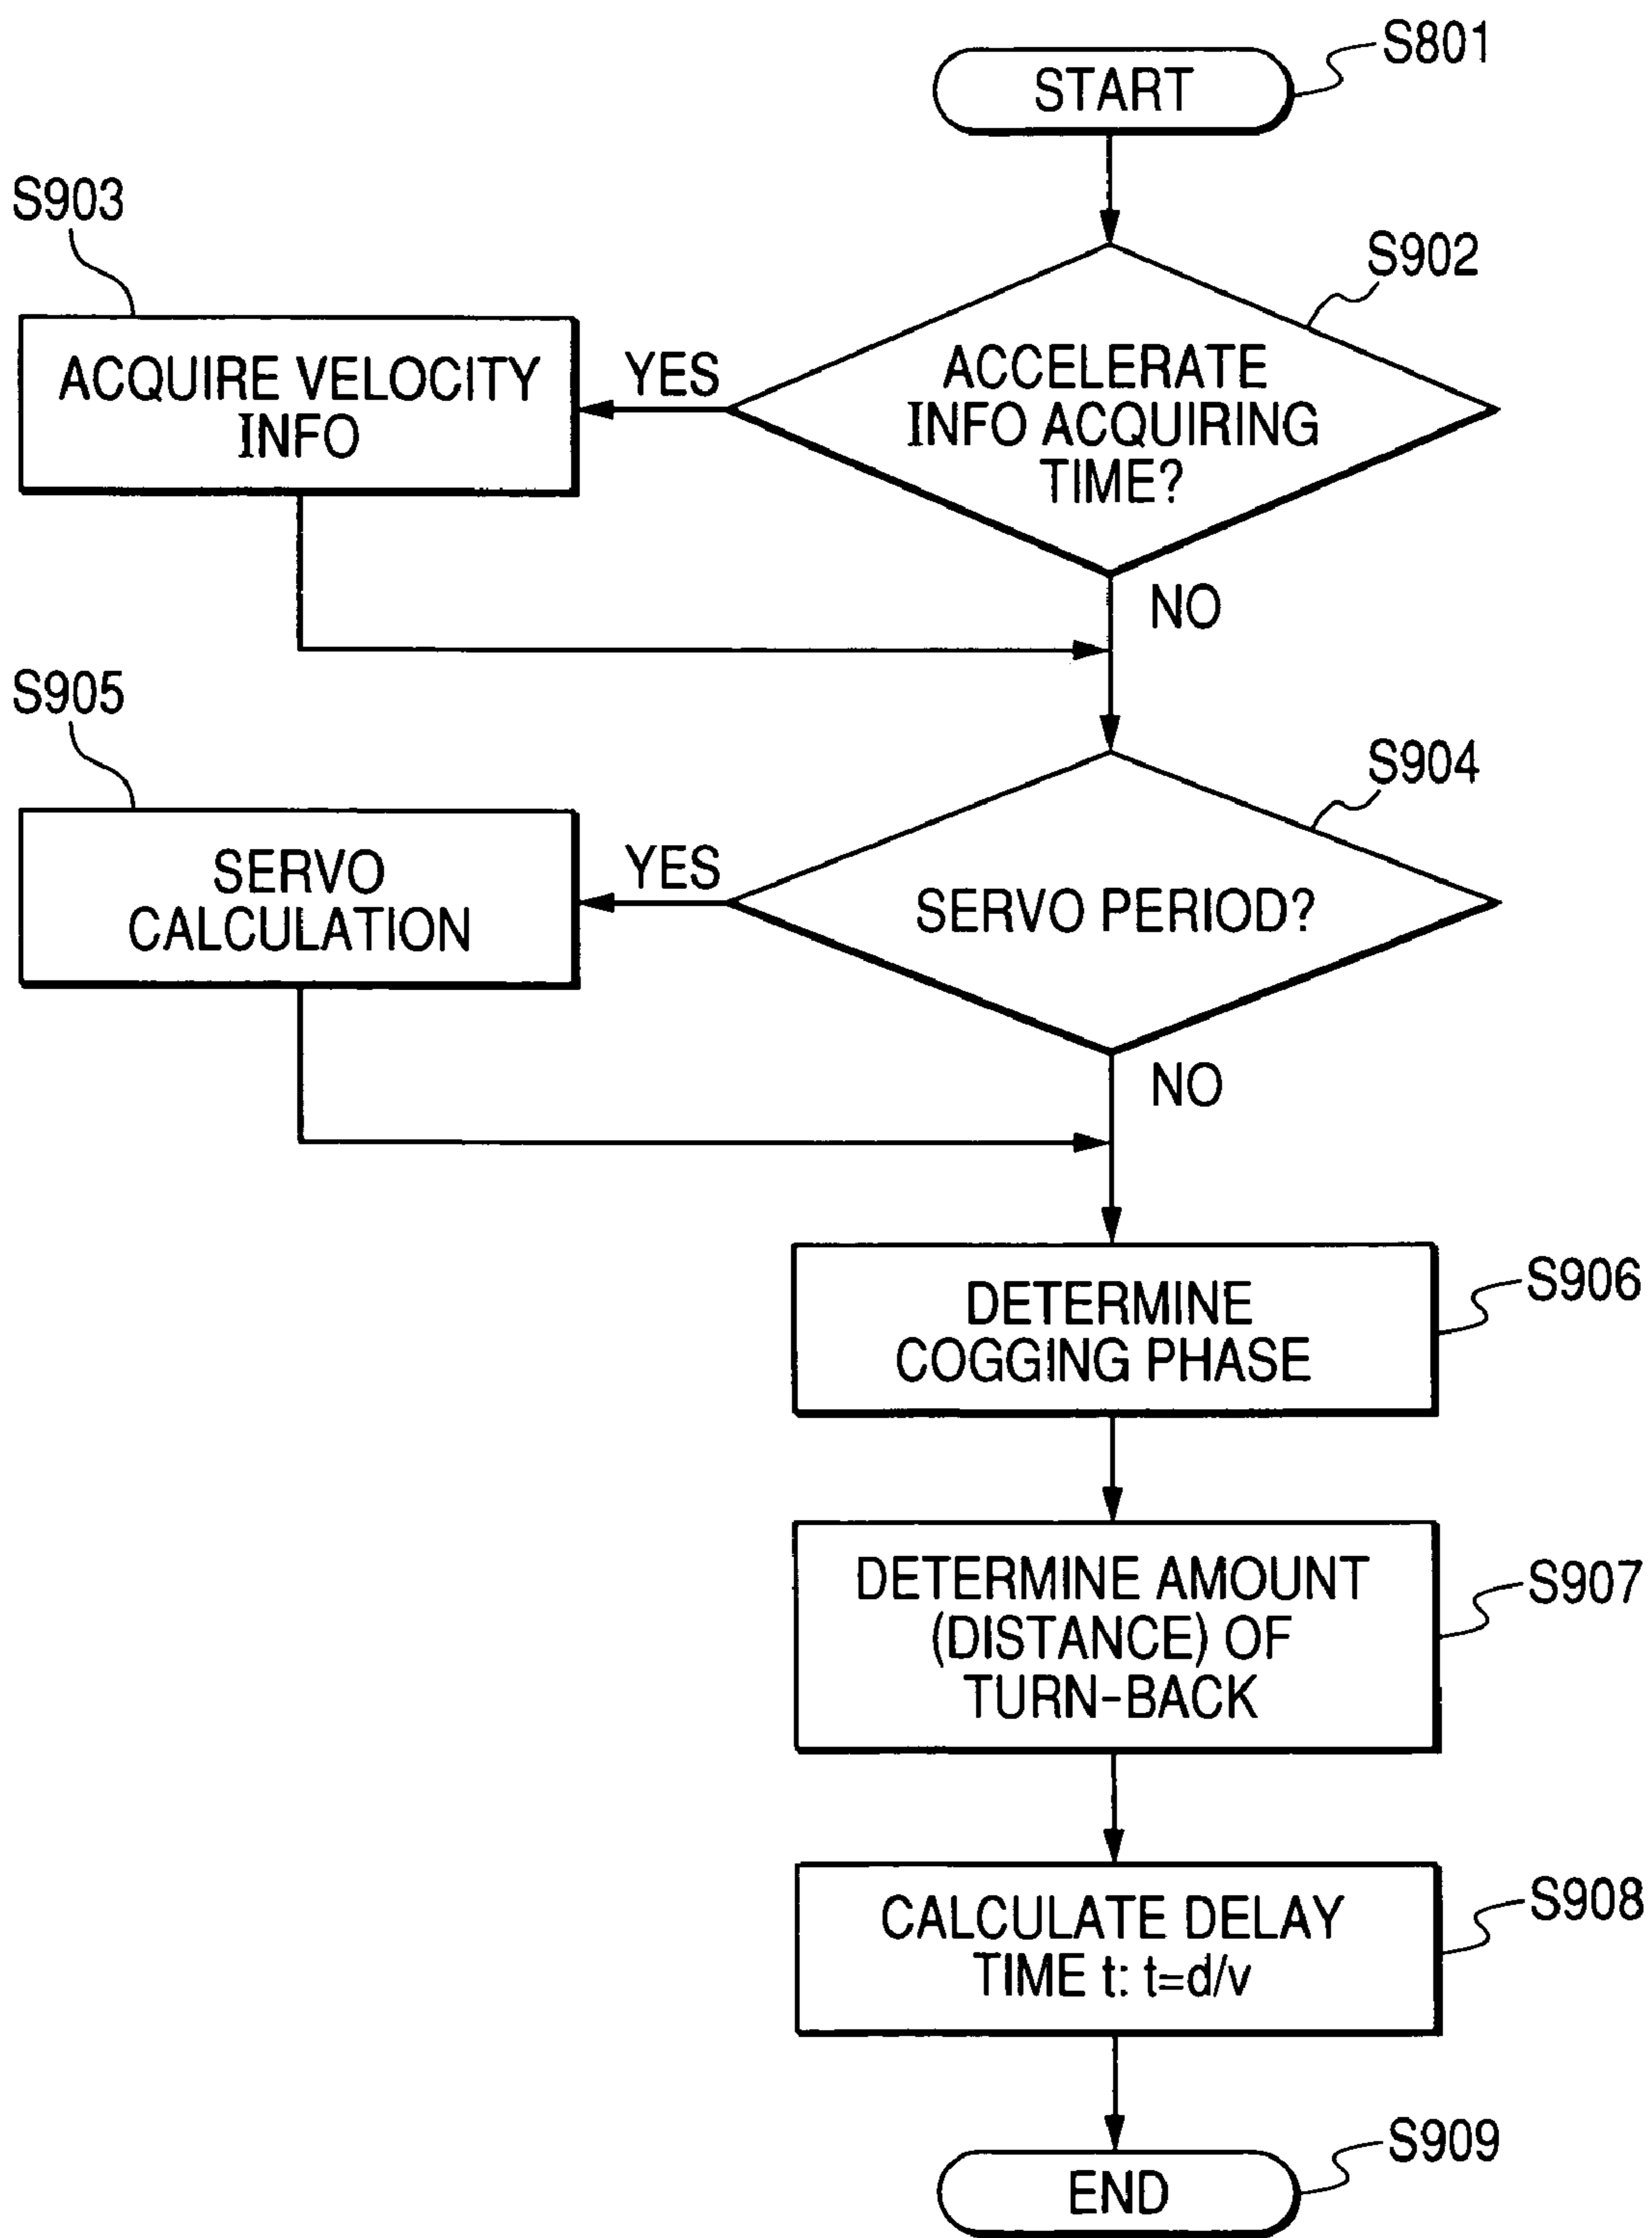 S801
START
S903
S902
ACQUIRE VELOCITY
INFO
YES
ACCELERATE
INFO ACQUIRING
TIME?
NO
S905
S904
SERVO
CALCULATION
YES
SERVO PERIOD?
NO
S906
DETERMINE
COGGING PHASE
S907
DETERMINE AMOUNT
(DISTANCE) OF
TURN-BACK
S908
CALCULATE DELAY
TIME t: t=d/v
S909
END